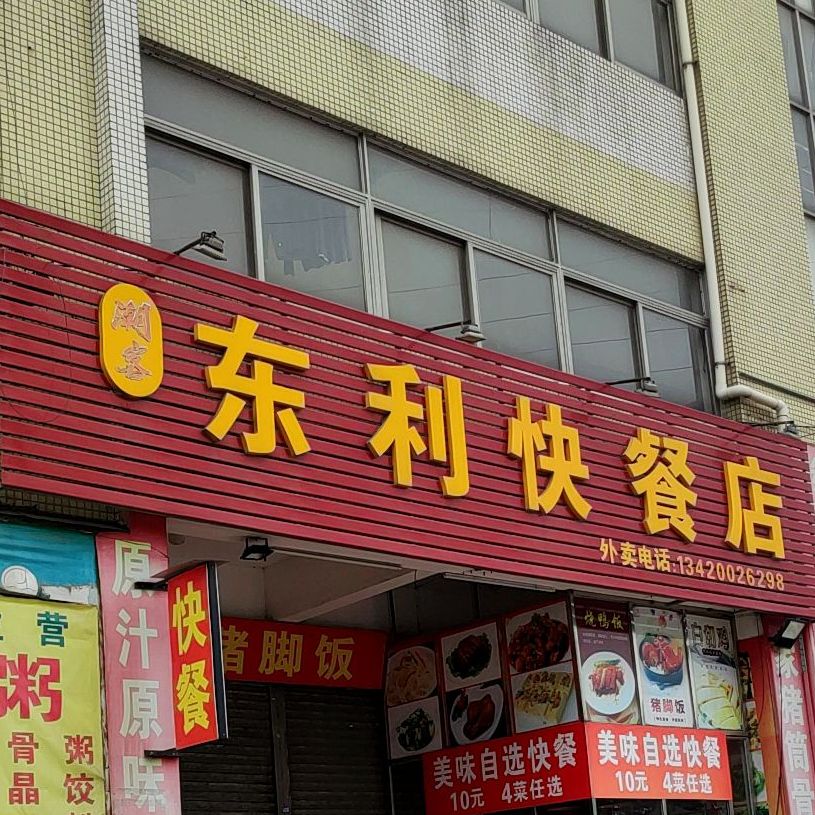 潮客
东利快餐店
外卖电话:13420026298
营
粥
骨 粥
晶 饺
原汁原味
快餐
猪脚饭
烧鸭饭
猪脚饭
白切鸡
美味自选快餐
10元 4菜任选
美味自选快餐
10元 4菜任选
猪筒骨